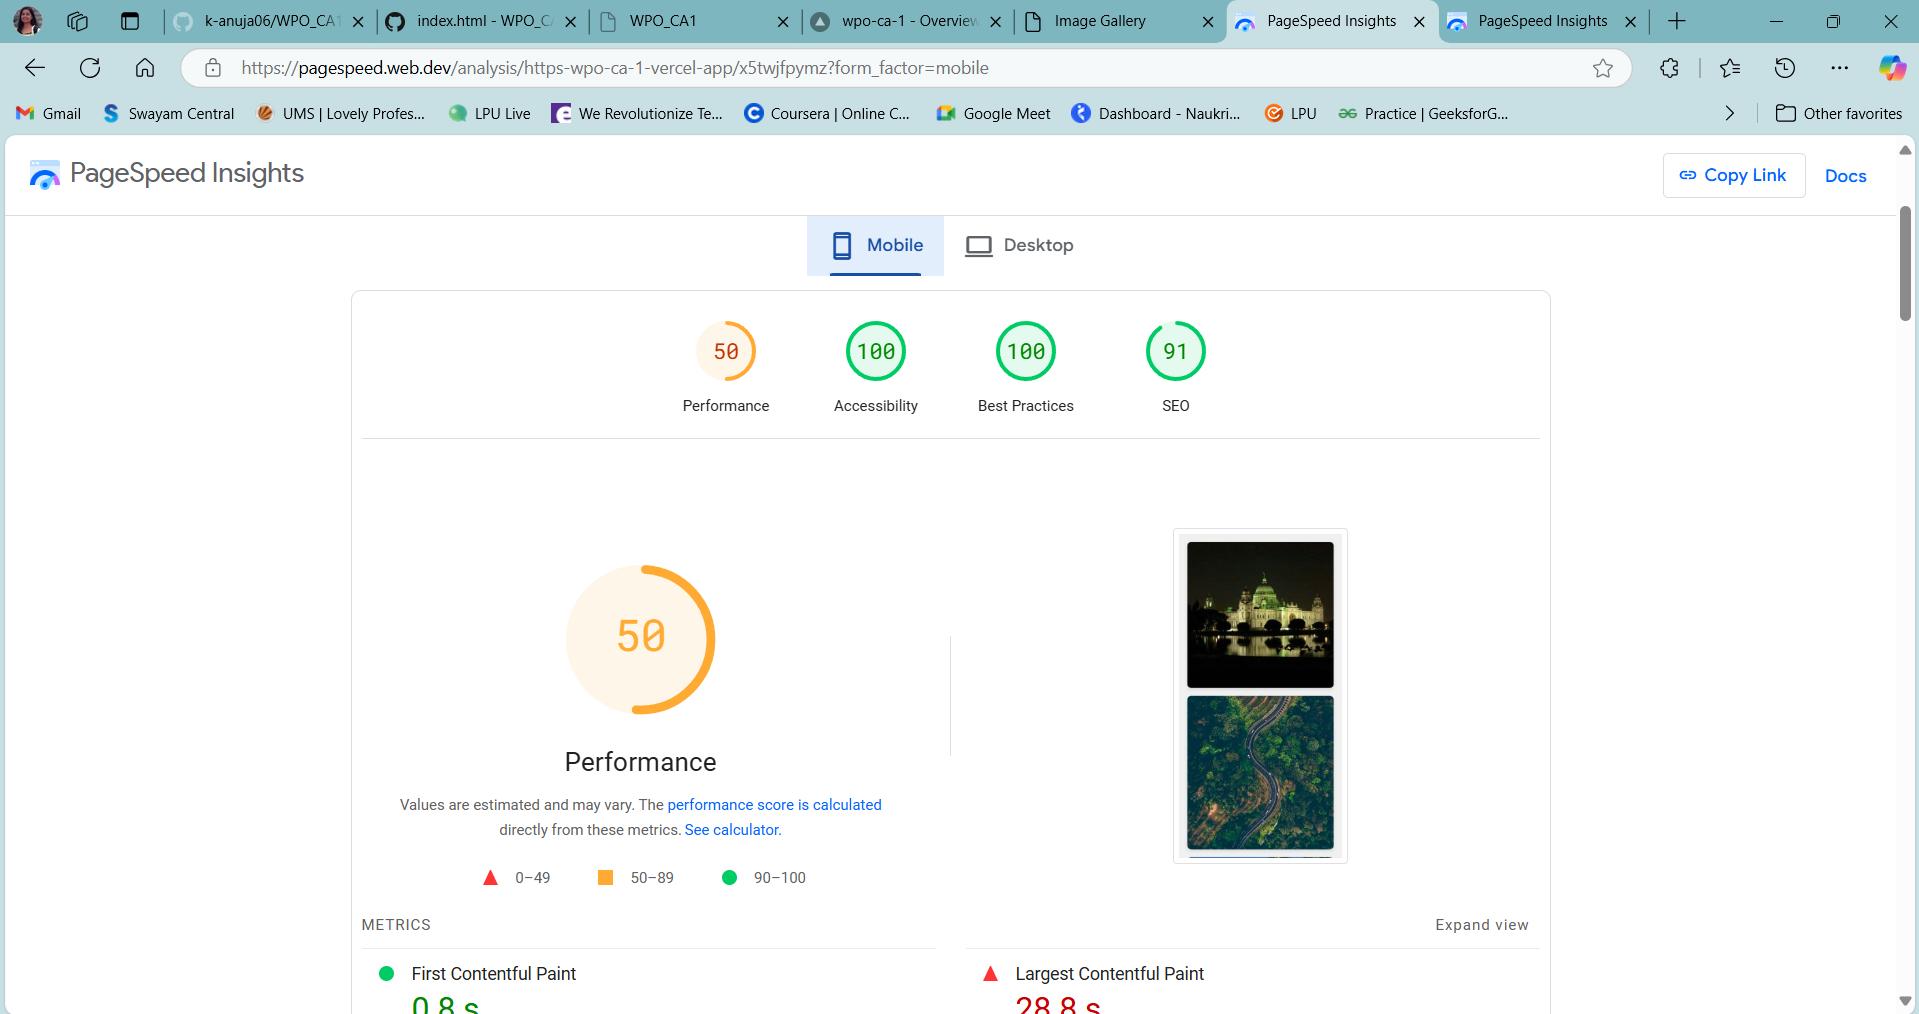 k-anuja06/WPO_CA1
index.html - WPO_CA
WPO_CA1
wpo-ca-1 - Overview
Image Gallery
PageSpeed Insights
PageSpeed Insights
https://pagespeed.web.dev/analysis/https-wpo-ca-1-vercel-app/x5twjfpymz?form_factor=mobile
Gmail
Swayam Central
UMS | Lovely Profes...
LPU Live
We Revolutionize Te...
Coursera | Online C...
Google Meet
Dashboard - Naukri...
LPU
Practice | GeeksforG...
Other favorites
PageSpeed Insights
Copy Link
Docs
Mobile
Desktop
50
100
100
91
Performance
Accessibility
Best Practices
SEO
50
Performance
Values are estimated and may vary. The performance score is calculated
directly from these metrics. See calculator.
0–49
50–89
90–100
METRICS
Expand view
First Contentful Paint
Largest Contentful Paint
0.8 s
28.8 s